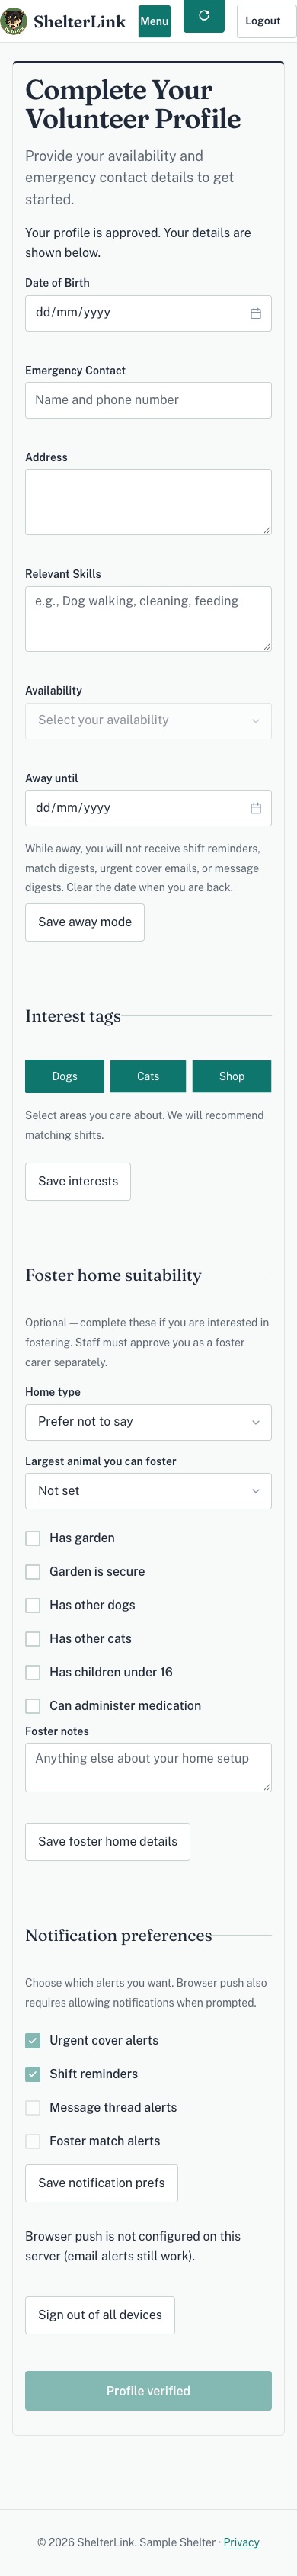 ShelterLink
Menu
Logout
Complete Your
Volunteer Profile
Provide your availability and
emergency contact details to get
started.
Your profile is approved. Your details are
shown below.
Date of Birth
dd/mm/yyyy
Emergency Contact
Name and phone number
Address
Relevant Skills
e.g., Dog walking, cleaning, feeding
Availability
Select your availability
Away until
dd/mm/yyyy
While away, you will not receive shift reminders,
match digests, urgent cover emails, or message
digests. Clear the date when you are back.
Save away mode
Interest tags
Dogs
Cats
Shop
Select areas you care about. We will recommend
matching shifts.
Save interests
Foster home suitability
Optional — complete these if you are interested in
fostering. Staff must approve you as a foster
carer separately.
Home type
Prefer not to say
Largest animal you can foster
Not set
Has garden
Garden is secure
Has other dogs
Has other cats
Has children under 16
Can administer medication
Foster notes
Anything else about your home setup
Save foster home details
Notification preferences
Choose which alerts you want. Browser push also
requires allowing notifications when prompted.
Urgent cover alerts
Shift reminders
Message thread alerts
Foster match alerts
Save notification prefs
Browser push is not configured on this
server (email alerts still work).
Sign out of all devices
Profile verified
© 2026 ShelterLink. Sample Shelter · Privacy